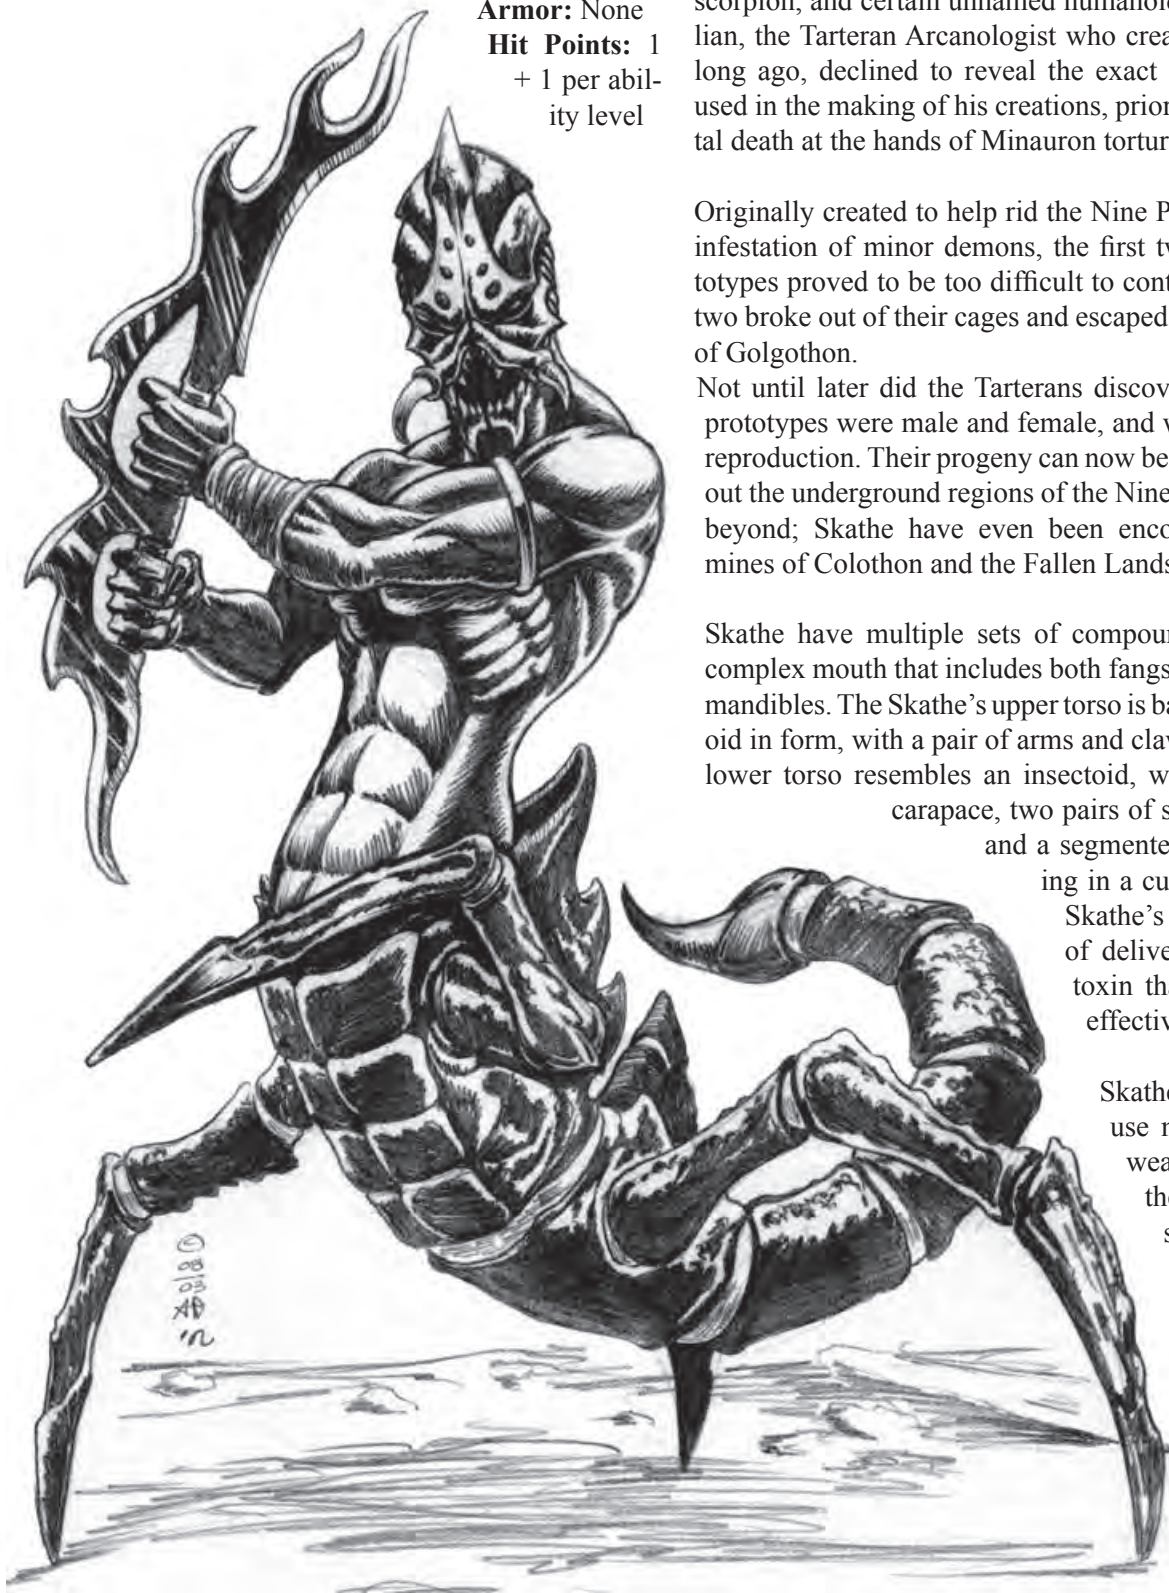 Armor: None
Hit Points: 1
+ 1 per abil-
ity level
scorpion, and certain unnamed humanoid
lian, the Tarteran Arcanologist who crea
long ago, declined to reveal the exact
used in the making of his creations, prior
tal death at the hands of Minauron tortur
Originally created to help rid the Nine P
infestation of minor demons, the first tw
totypes proved to be too difficult to cont
two broke out of their cages and escaped
of Golgothon.
Not until later did the Tarterans discov
prototypes were male and female, and
reproduction. Their progeny can now be
out the underground regions of the Nine
beyond; Skathe have even been enco
mines of Colothon and the Fallen Lands
Skathe have multiple sets of compoun
complex mouth that includes both fangs
mandibles. The Skathe's upper torso is ba
oid in form, with a pair of arms and claw
lower torso resembles an insectoid, w
carapace, two pairs of s
and a segmente
ing in a cu
Skathe's
of delive
toxin tha
effectiv
Skathe
use
wea
the
s
©
08
03
AD
'12